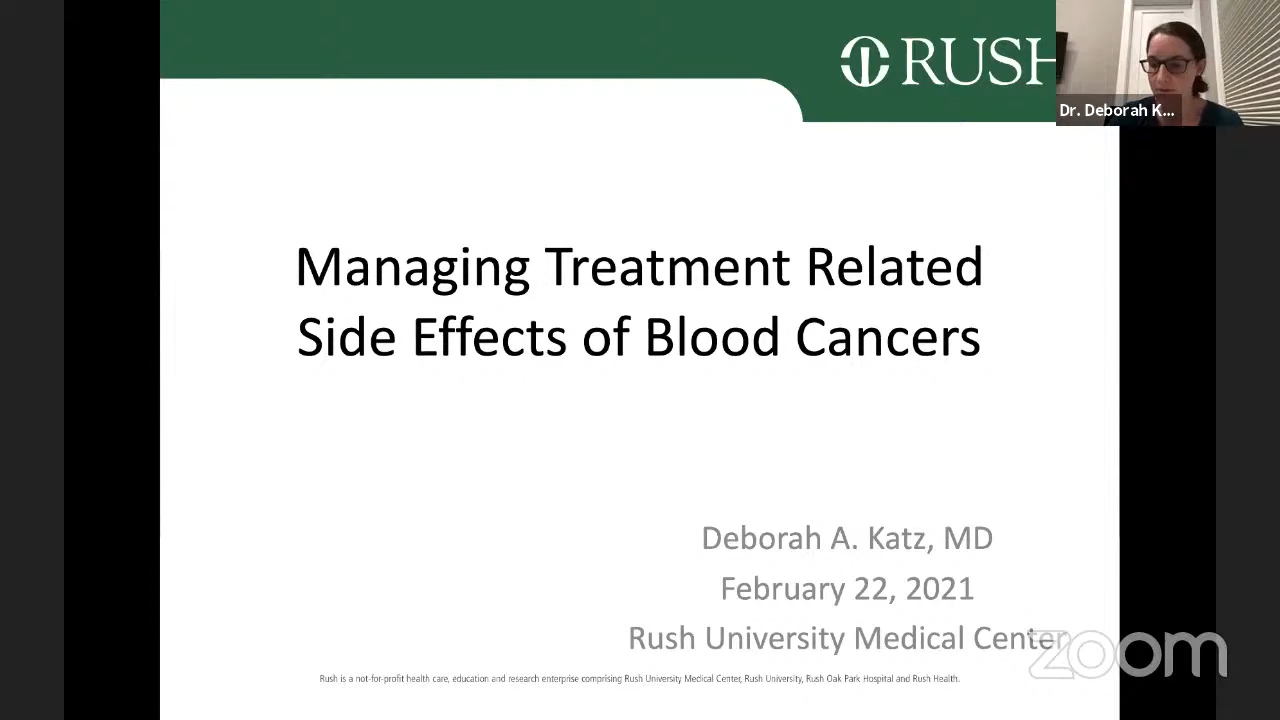 RUSH
Dr. Deborah K...
Managing Treatment Related
Side Effects of Blood Cancers
Deborah A. Katz, MD
February 22, 2021
Rush University Medical Center
zoom
Rush is a not-for-profit health care, education and research enterprise comprising Rush University Medical Center, Rush University, Rush Oak Park Hospital and Rush Health.